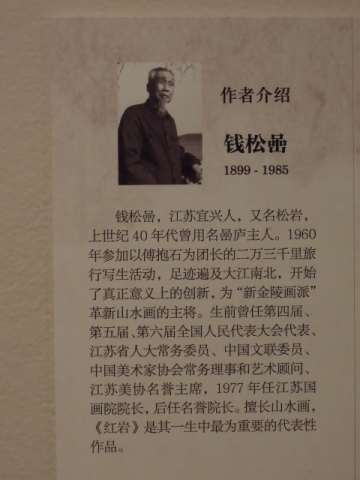 作者介绍
钱松嵒
1899 - 1985
钱松嵒，江苏宜兴人，又名松岩，
上世纪40年代曾用名嵒庐主人。1960
年参加以傅抱石为团长的二万三千里旅
行写生活动，足迹遍及大江南北，开始
了真正意义上的创新，为“新金陵画派”
革新山水画的主将。生前曾任第四届、
第五届、第六届全国人民代表大会代表、
江苏省人大常务委员、中国文联委员、
中国美术家协会常务理事和艺术顾问、
江苏美协名誉主席，1977年任江苏国
画院院长，后任名誉院长。擅长山水画，
《红岩》是其一生中最为重要的代表性
作品。